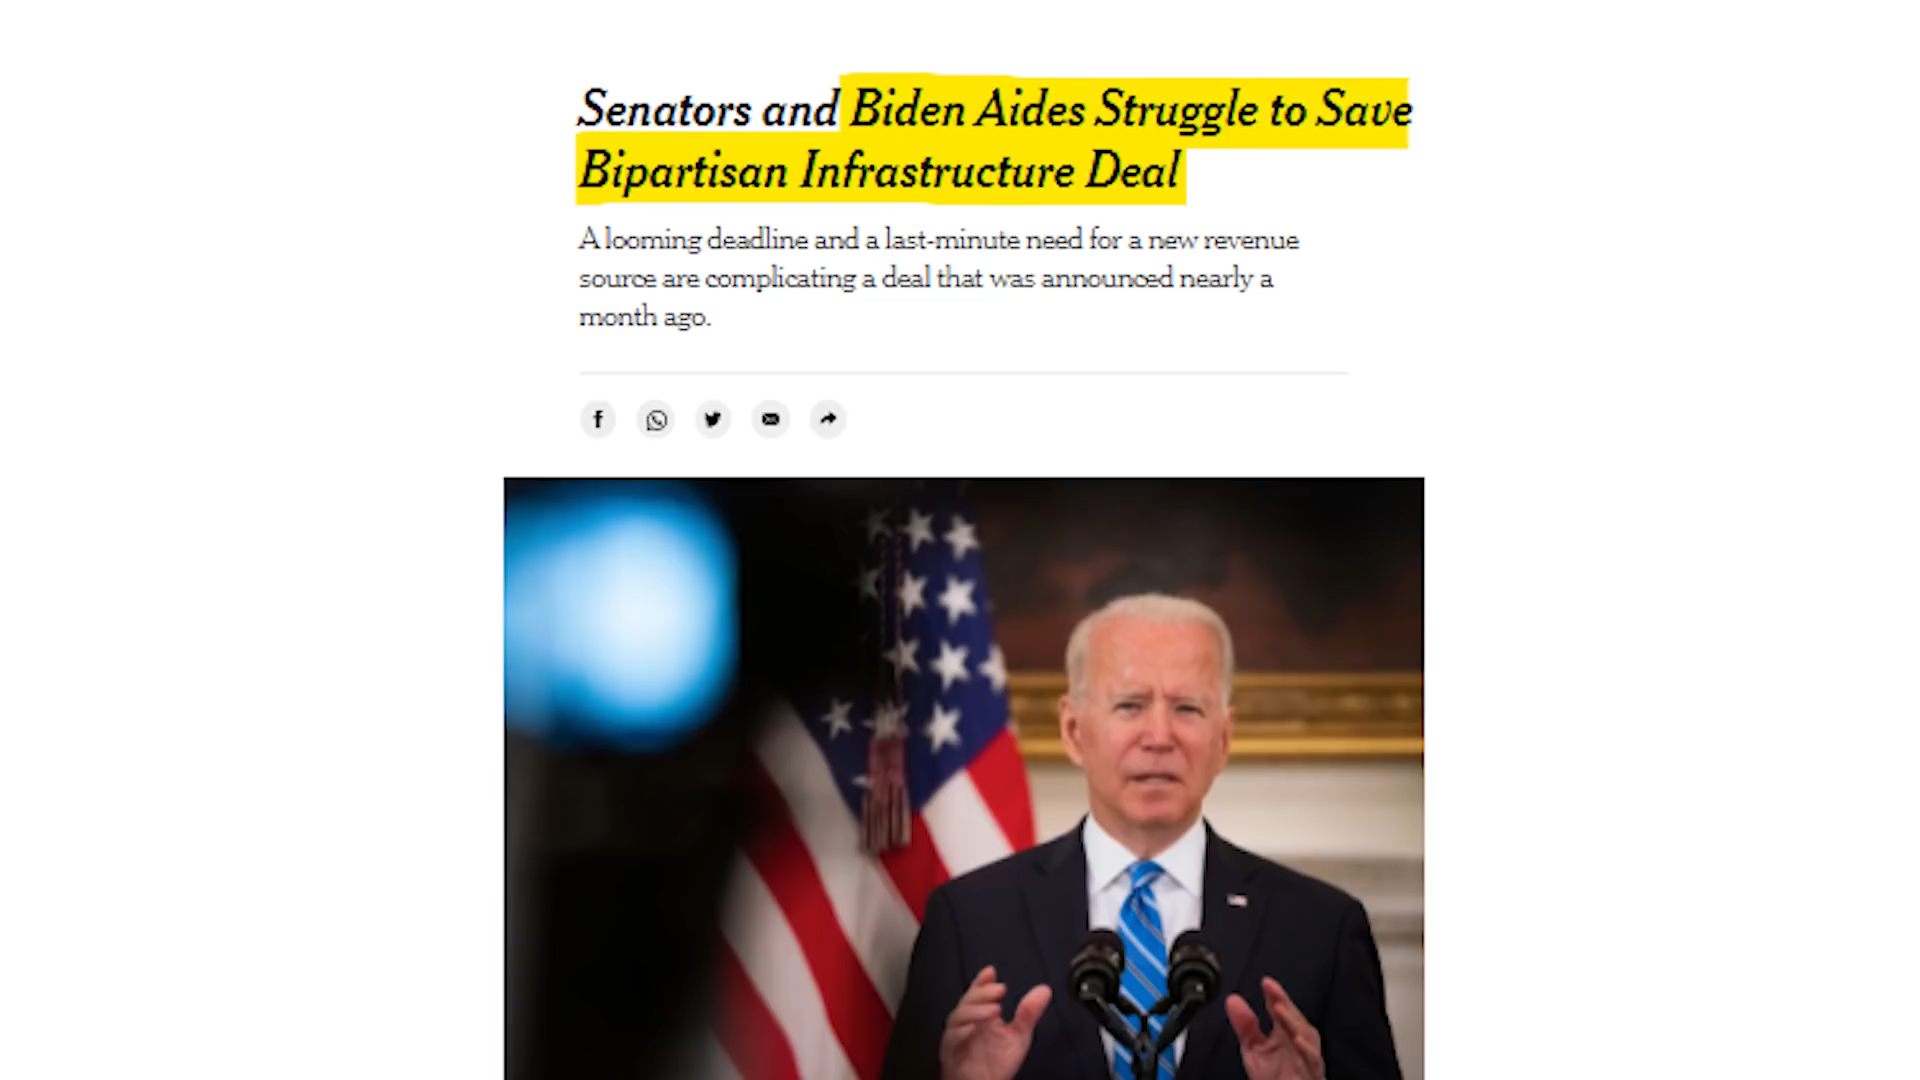 Senators and Biden Aides Struggle to Save
Bipartisan Infrastructure Deal
A looming deadline and a last-minute need for a new revenue
source are complicating a deal that was announced nearly a
month ago.